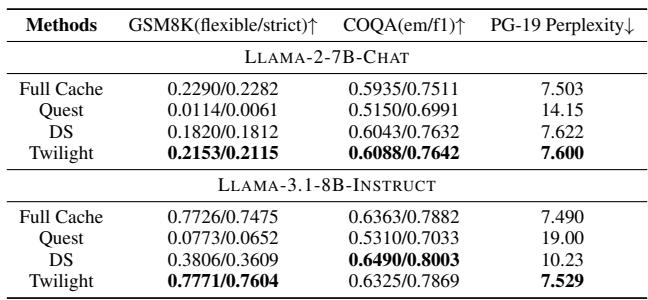 Methods GSM8K(flexible/strict)↑ COQA(em/f1)↑ PG-19 Perplexity↓
LLAMA-2-7B-CHAT
Full Cache 0.2290/0.2282 0.5935/0.7511 7.503
Quest 0.0114/0.0061 0.5150/0.6991 14.15
DS 0.1820/0.1812 0.6043/0.7632 7.622
Twilight 0.2153/0.2115 0.6088/0.7642 7.600
LLAMA-3.1-8B-INSTRUCT
Full Cache 0.7726/0.7475 0.6363/0.7882 7.490
Quest 0.0773/0.0652 0.5310/0.7033 19.00
DS 0.3806/0.3609 0.6490/0.8003 10.23
Twilight 0.7771/0.7604 0.6325/0.7869 7.529